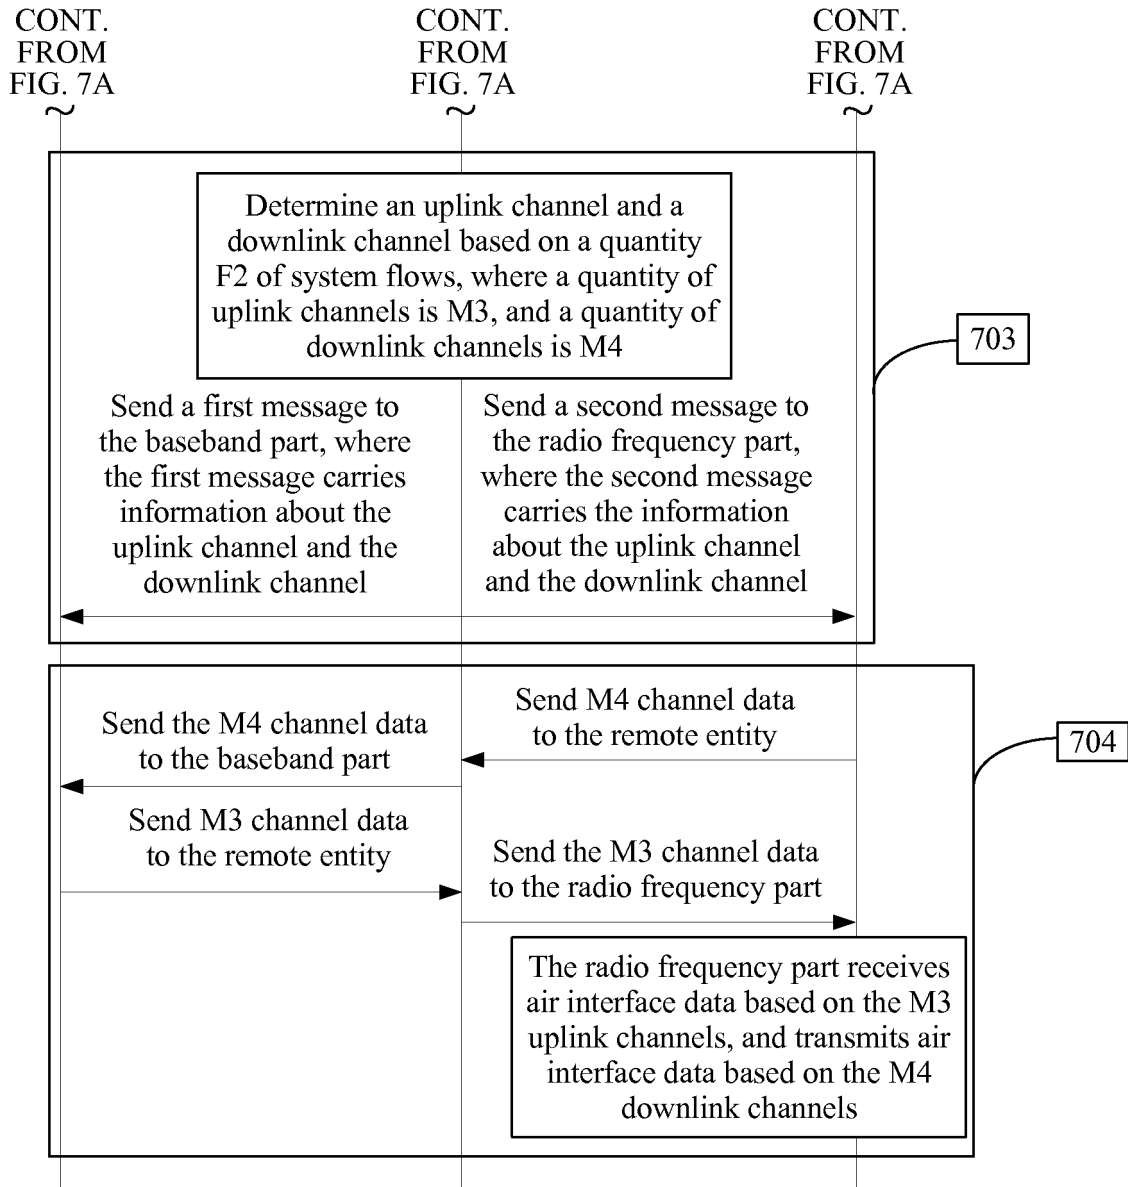 CONT.
FROM
FIG. 7A
CONT.
FROM
FIG. 7A
CONT.
FROM
FIG. 7A
Determine an uplink channel and a
downlink channel based on a quantity
F2 of system flows, where a quantity of
uplink channels is M3, and a quantity of
downlink channels is M4
703
Send a first message to
the baseband part, where
the first message carries
information about the
uplink channel and the
downlink channel
Send a second message to
the radio frequency part,
where the second message
carries the information
about the uplink channel
and the downlink channel
Send M4 channel data
to the remote entity
Send the M4 channel data
to the baseband part
704
Send M3 channel data
to the remote entity
Send the M3 channel data
to the radio frequency part
The radio frequency part receives
air interface data based on the M3
uplink channels, and transmits air
interface data based on the M4
downlink channels